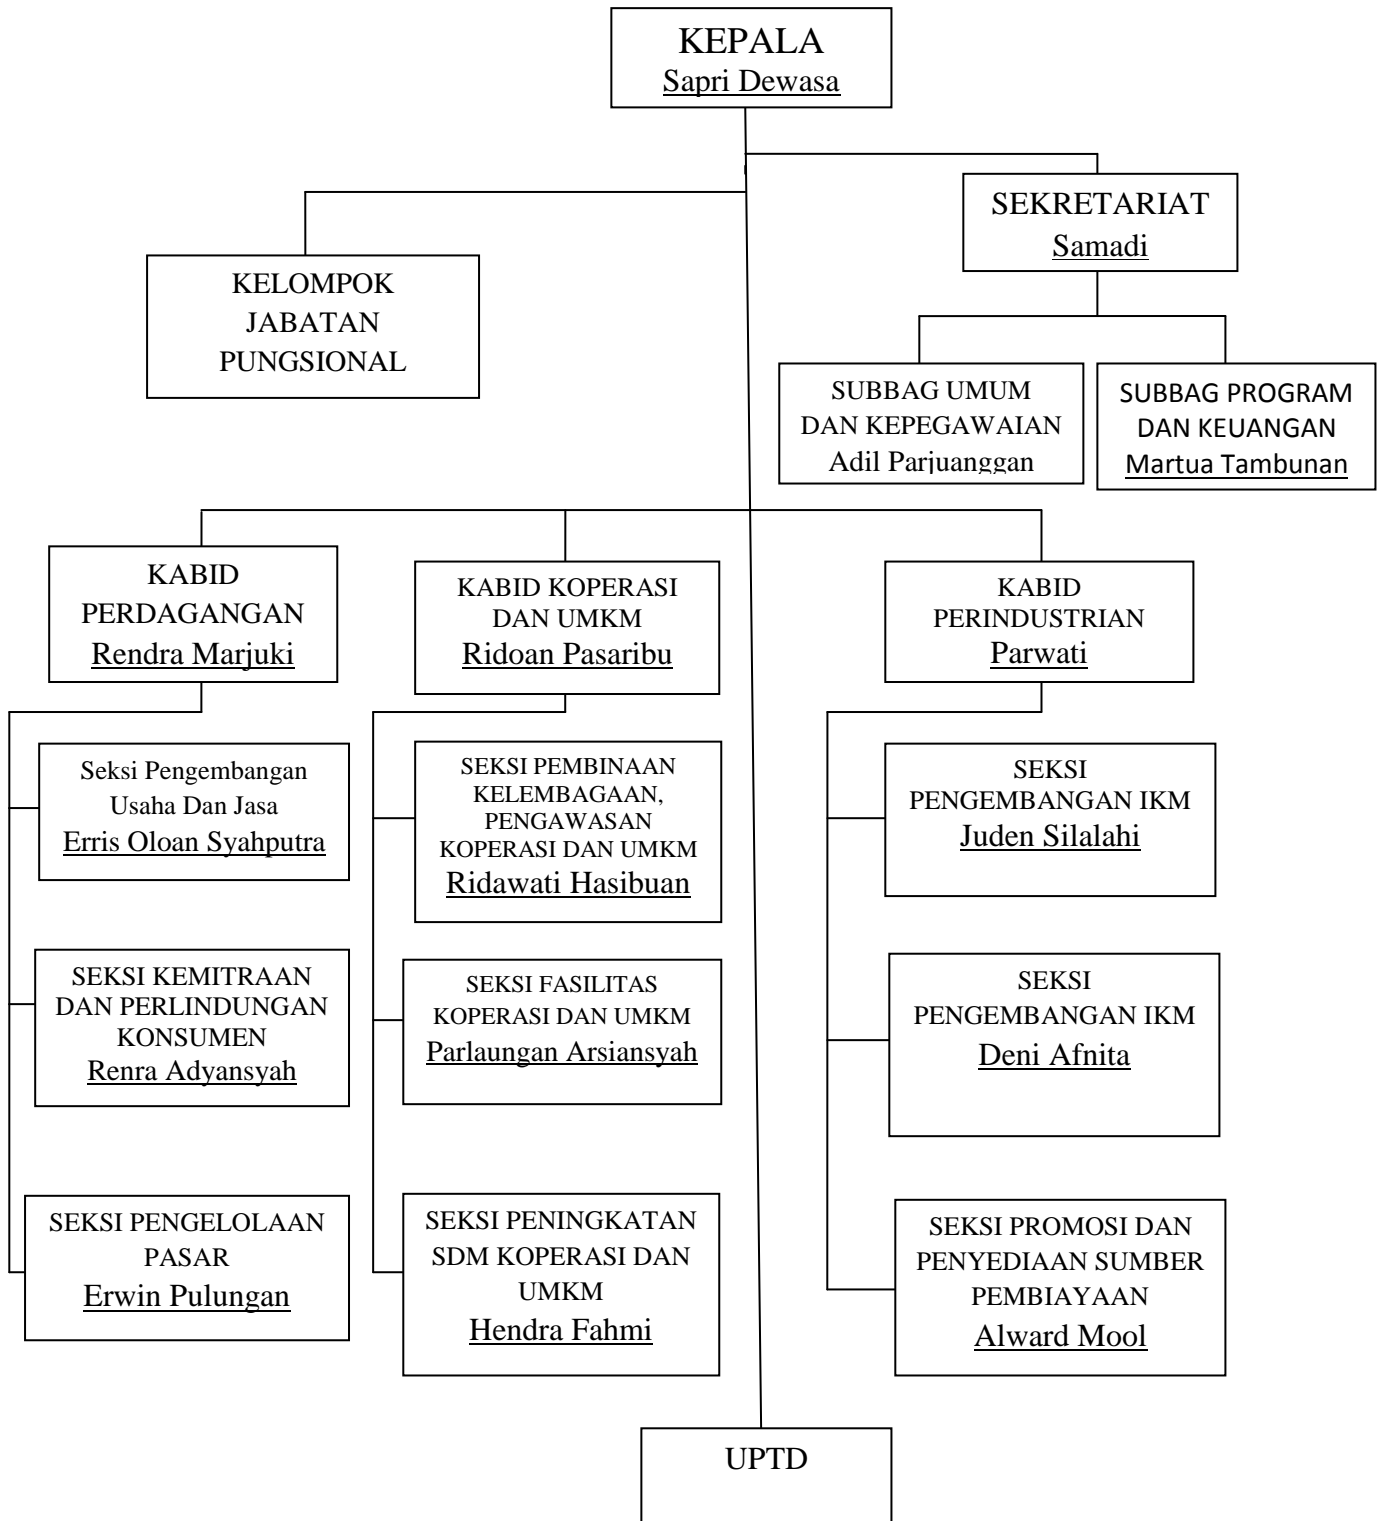 KEPALA
Sapri Dewasa
SEKRETARIAT
Samadi
KELOMPOK
JABATAN
PUNGSIONAL
SUBBAG UMUM
DAN KEPEGAWAIAN
Adil Parjuanggan
SUBBAG PROGRAM
DAN KEUANGAN
Martua Tambunan
KABID
PERDAGANGAN
Rendra Marjuki
KABID KOPERASI
DAN UMKM
Ridoan Pasaribu
KABID
PERINDUSTRIAN
Parwati
Seksi Pengembangan
Usaha Dan Jasa
Erris Oloan Syahputra
SEKSI PEMBINAAN
KELEMBAGAAN,
PENGAWASAN
KOPERASI DAN UMKM
Ridawati Hasibuan
SEKSI
PENGEMBANGAN IKM
Juden Silalahi
SEKSI KEMITRAAN
DAN PERLINDUNGAN
KONSUMEN
Renra Adyansyah
SEKSI FASILITAS
KOPERASI DAN UMKM
Parlaungan Arsiansyah
SEKSI
PENGEMBANGAN IKM
Deni Afnita
SEKSI PENGELOLAAN
PASAR
Erwin Pulungan
SEKSI PENINGKATAN
SDM KOPERASI DAN
UMKM
Hendra Fahmi
SEKSI PROMOSI DAN
PENYEDIAAN SUMBER
PEMBIAYAAN
Alward Mool
UPTD